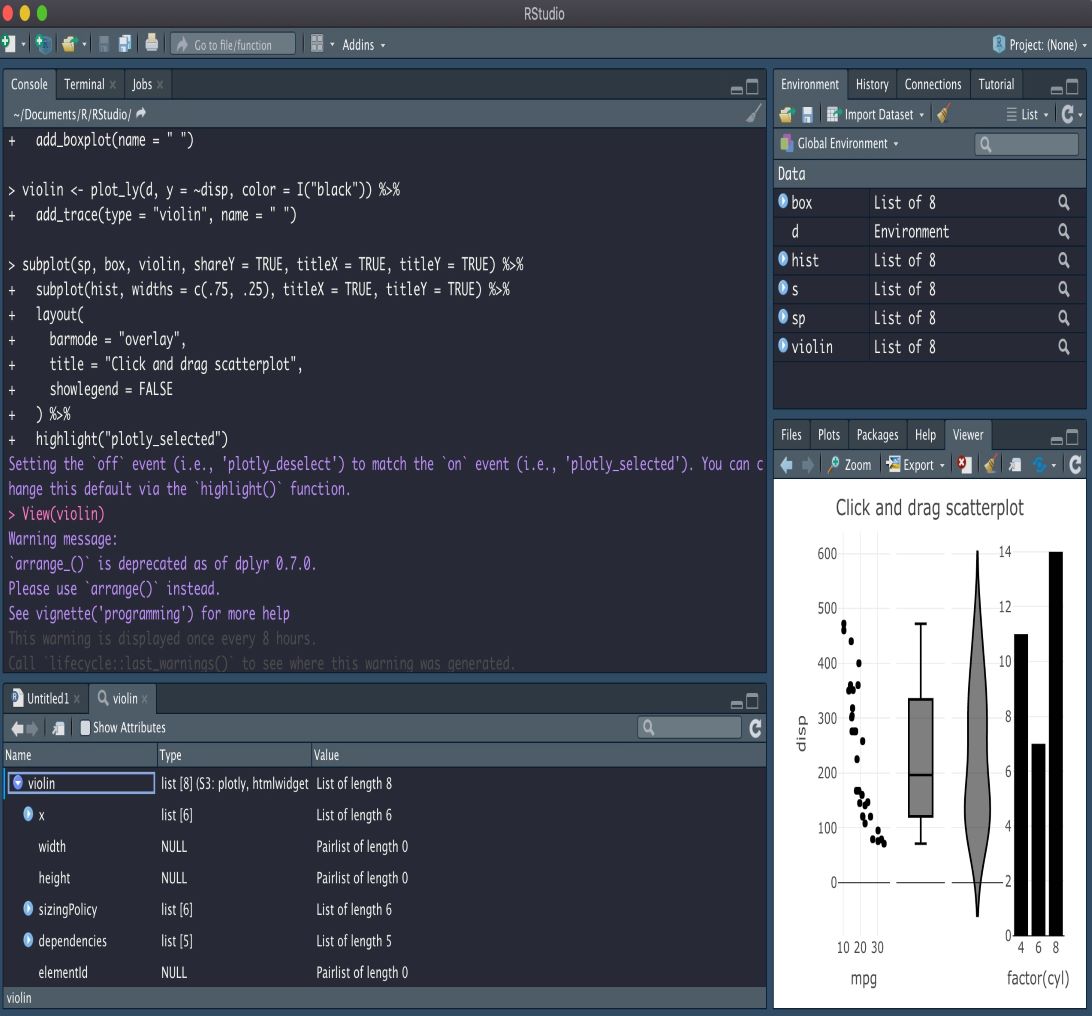 RStudio
Go to file/function
Addins
Project: (None)
Console Terminal Jobs
~/Documents/R/RStudio/
+   add_boxplot(name = " ")
> violin <- plot_ly(d, y = ~disp, color = I("black")) %>%
+   add_trace(type = "violin", name = " ")
> subplot(sp, box, violin, shareY = TRUE, titleX = TRUE, titleY = TRUE) %>%
+   subplot(hist, widths = c(.75, .25), titleX = TRUE, titleY = TRUE) %>%
+   layout(
+     barmode = "overlay",
+     title = "Click and drag scatterplot",
+     showlegend = FALSE
+   ) %>%
+   highlight("plotly_selected")
Setting the `off` event (i.e., 'plotly_deselect') to match the `on` event (i.e., 'plotly_selected'). You can c
hange this default via the `highlight()` function.
> View(violin)
Warning message:
`arrange_()` is deprecated as of dplyr 0.7.0.
Please use `arrange()` instead.
See vignette('programming') for more help
This warning is displayed once every 8 hours.
Call `lifecycle::last_warnings()` to see where this warning was generated.
Untitled1 violin
Show Attributes
Name Type Value
violin list [8] (S3: plotly, htmlwidget List of length 8
x list [6] List of length 6
width NULL Pairlist of length 0
height NULL Pairlist of length 0
sizingPolicy list [6] List of length 6
dependencies list [5] List of length 5
elementId NULL Pairlist of length 0
violin
Environment History Connections Tutorial
Import Dataset List
Global Environment
Data
box List of 8
d Environment
hist List of 8
s List of 8
sp List of 8
violin List of 8
Files Plots Packages Help Viewer
Zoom Export
Click and drag scatterplot
600
500
400
300
200
100
0
disp
10 20 30
mpg
14
12
10
8
6
4
2
0
4 6 8
factor(cyl)